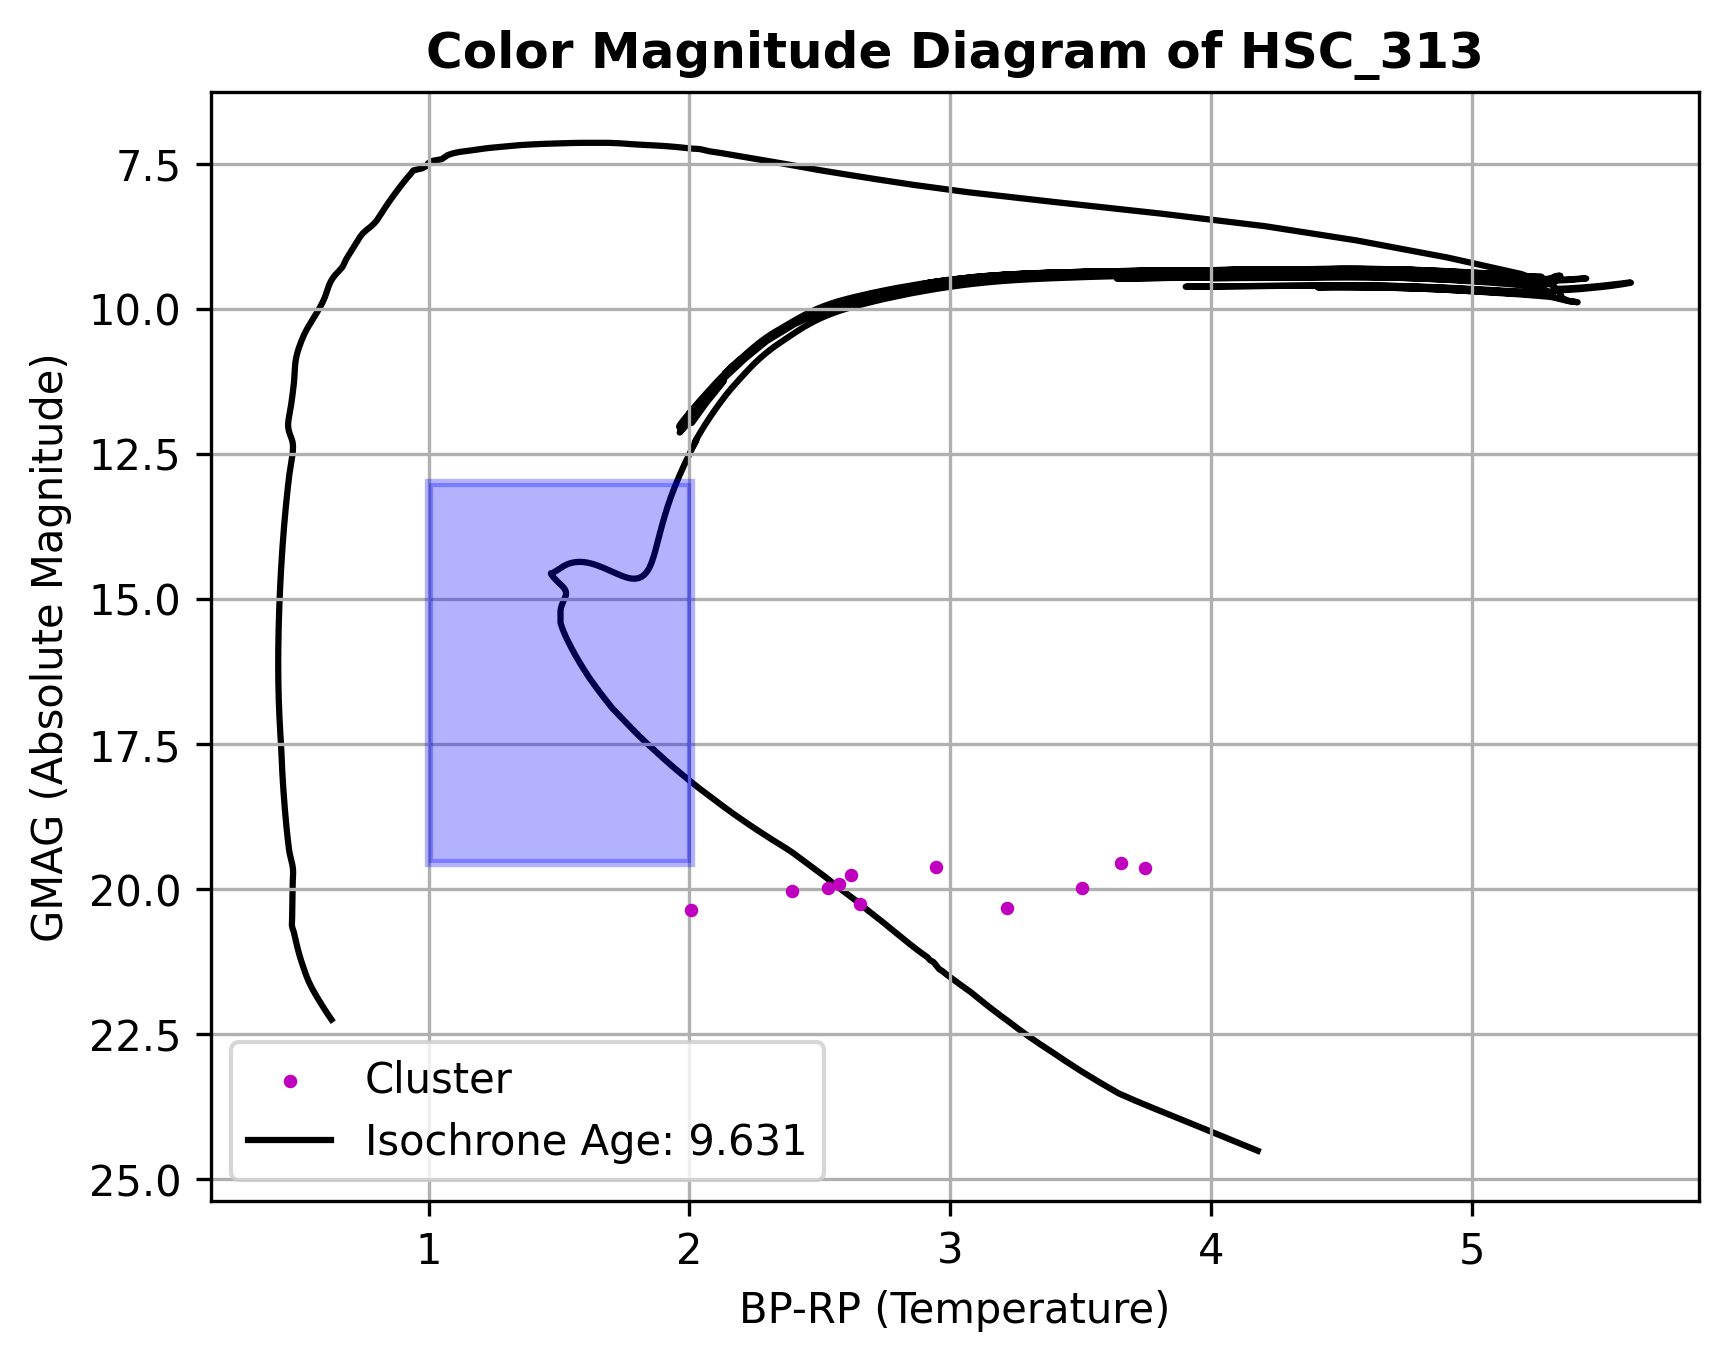 Color Magnitude Diagram of HSC_313
GMAG (Absolute Magnitude)
7.5
10.0
12.5
15.0
17.5
20.0
22.5
25.0
Cluster
Isochrone Age: 9.631
1 2 3 4 5
BP-RP (Temperature)